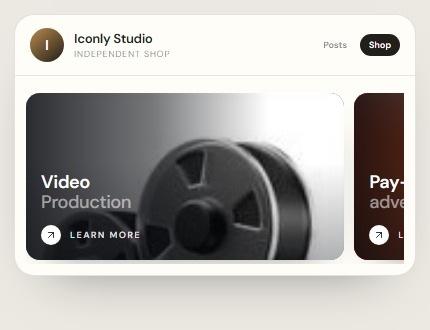 I
Iconly Studio
INDEPENDENT SHOP
Posts
Shop
Video
Production
LEARN MORE
Pay-
adve
L